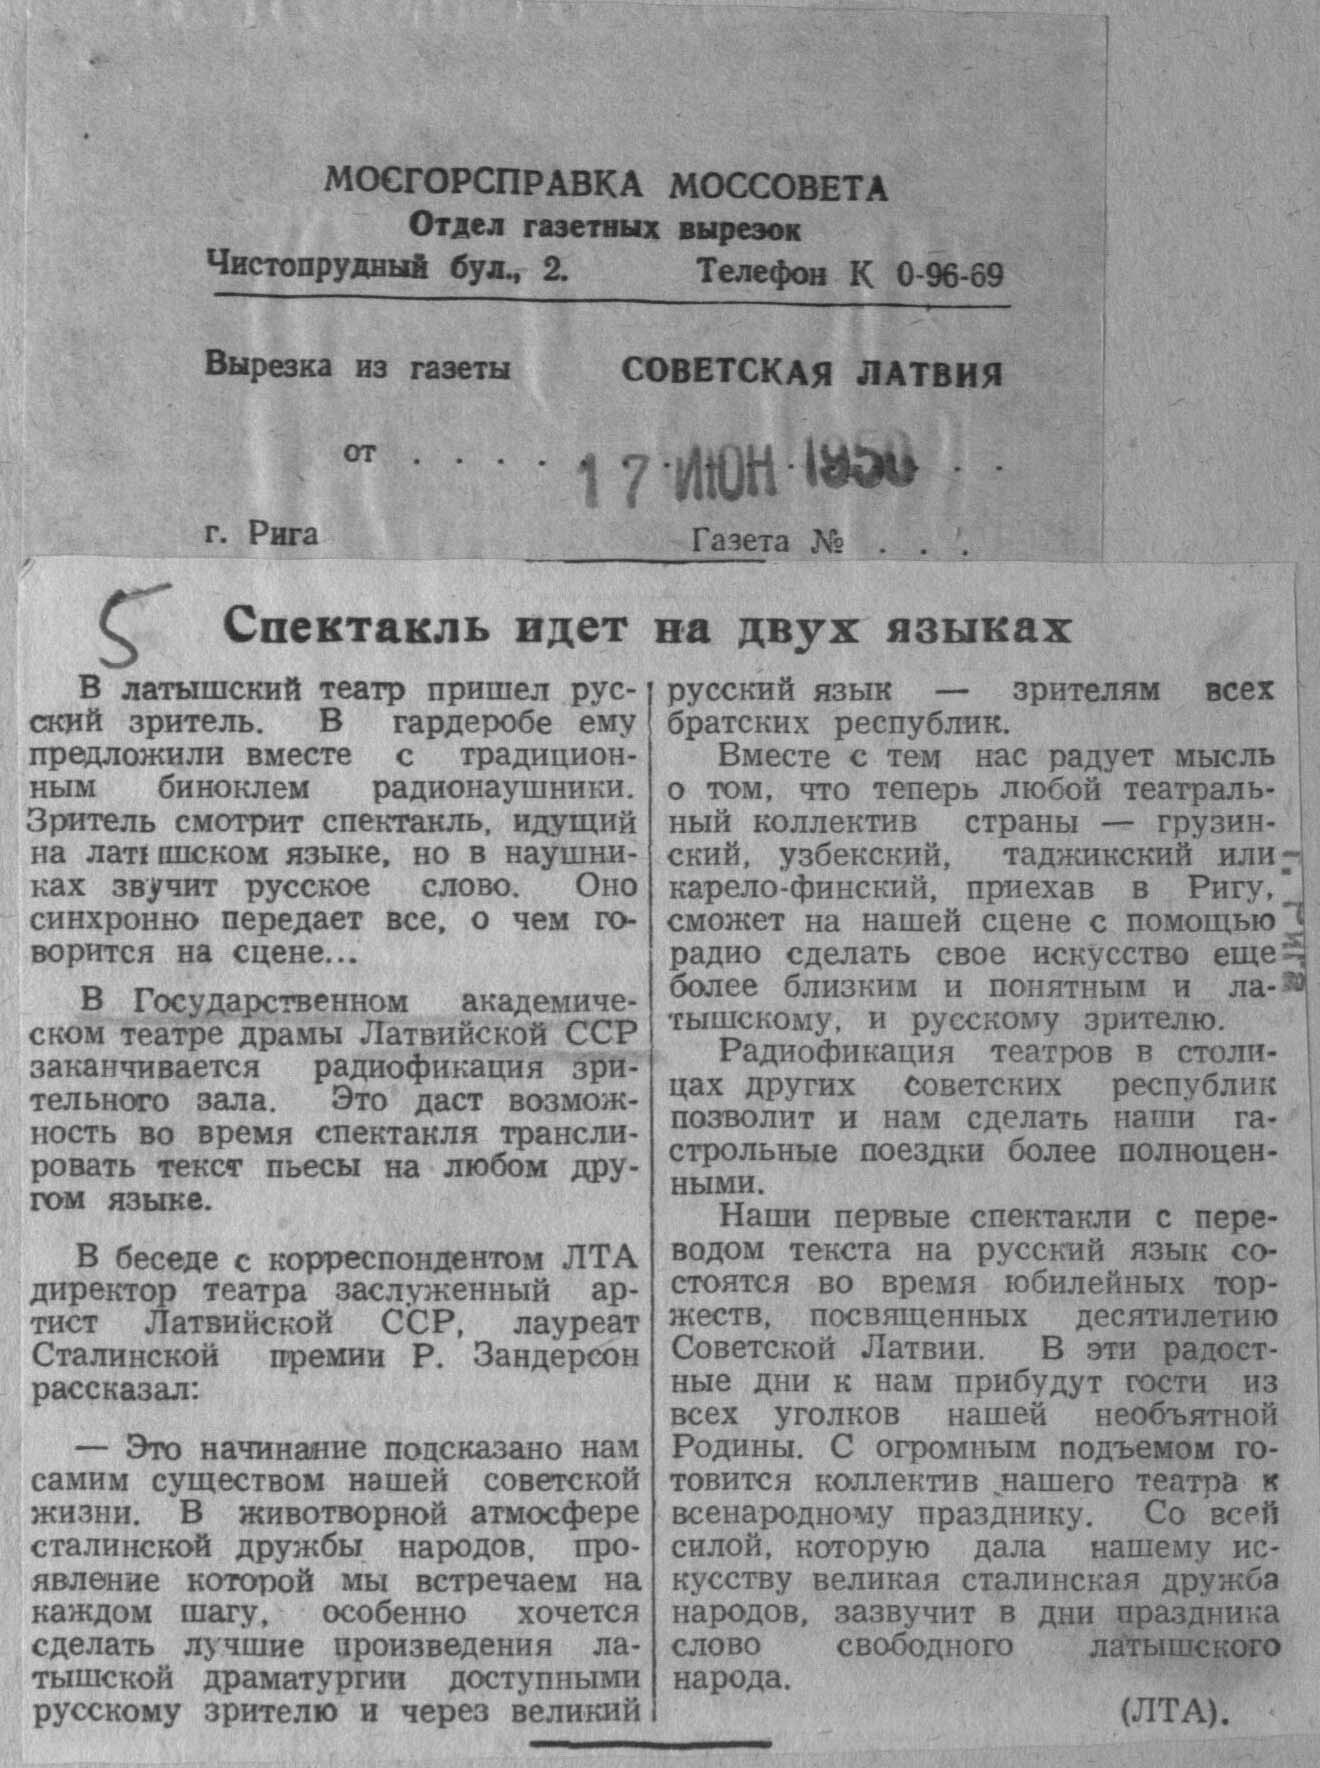 МОСГОРСПРАВКА МОССОВЕТА
Отдел газетных вырезок
Чистопрудный бул., 2. Телефон К 0-96-69
Вырезка из газеты СОВЕТСКАЯ ЛАТВИЯ
от . . . . . 17 ИЮН 1950 . .
г. Рига Газета № . . .
5
Спектакль идет на двух языках
В латышский театр пришел рус-
ский зритель. В гардеробе ему
предложили вместе с традицион-
ным биноклем радионаушники.
Зритель смотрит спектакль, идущий
на латышском языке, но в наушни-
ках звучит русское слово. Оно
синхронно передает все, о чем го-
ворится на сцене...
В Государственном академиче-
ском театре драмы Латвийской ССР
заканчивается радиофикация зри-
тельного зала. Это даст возмож-
ность во время спектакля трансли-
ровать текст пьесы на любом дру-
гом языке.
В беседе с корреспондентом ЛТА
директор театра заслуженный ар-
тист Латвийской ССР, лауреат
Сталинской премии Р. Зандерсон
рассказал:
— Это начинание подсказано нам
самим существом нашей советской
жизни. В животворной атмосфере
сталинской дружбы народов, про-
явление которой мы встречаем на
каждом шагу, особенно хочется
сделать лучшие произведения ла-
тышской драматургии доступными
русскому зрителю и через великий
русский язык — зрителям всех
братских республик.
Вместе с тем нас радует мысль
о том, что теперь любой театраль-
ный коллектив страны — грузин-
ский, узбекский, таджикский или
карело-финский, приехав в Ригу,
сможет на нашей сцене с помощью
радио сделать свое искусство еще
более близким и понятным и ла-
тышскому, и русскому зрителю.
Радиофикация театров в столи-
цах других советских республик
позволит и нам сделать наши га-
строльные поездки более полноцен-
ными.
Наши первые спектакли с пере-
водом текста на русский язык со-
стоятся во время юбилейных тор-
жеств, посвященных десятилетию
Советской Латвии. В эти радост-
ные дни к нам прибудут гости из
всех уголков нашей необъятной
Родины. С огромным подъемом го-
товится коллектив нашего театра к
всенародному празднику. Со всей
силой, которую дала нашему ис-
кусству великая сталинская дружба
народов, зазвучит в дни праздника
слово свободного латышского
народа.
(ЛТА).
г. Рига